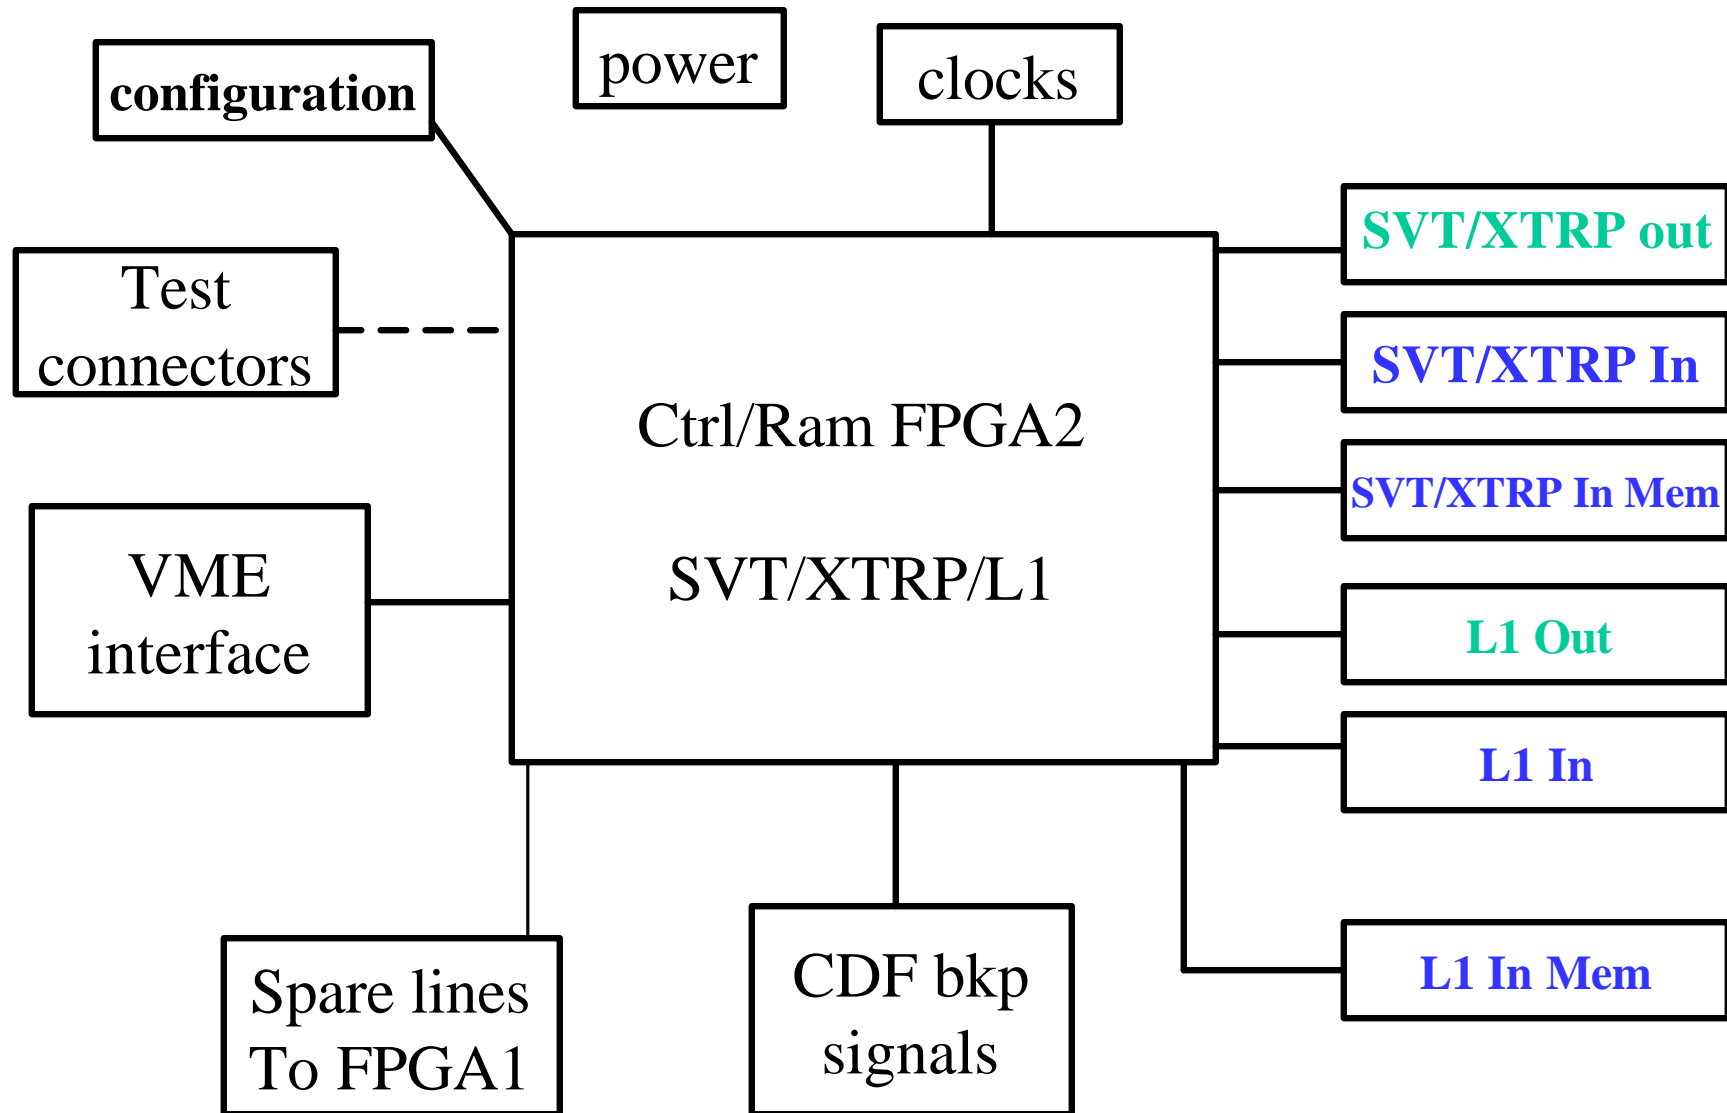 power
clocks
configuration
SVT/XTRP out
Test
connectors
SVT/XTRP In
Ctrl/Ram FPGA2
SVT/XTRP In Mem
VME
interface
SVT/XTRP/L1
L1 Out
L1 In
Spare lines
To FPGA1
CDF bkp
signals
L1 In Mem